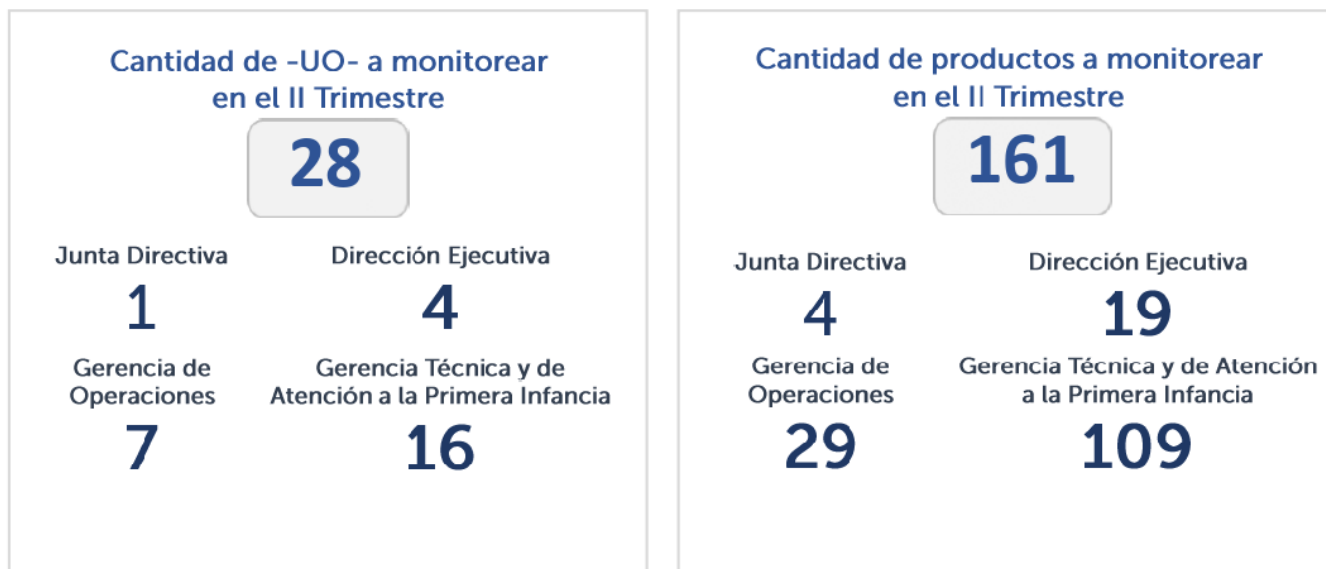 Cantidad de -UO- a monitorear
en el II Trimestre
28
Junta Directiva
1
Dirección Ejecutiva
4
Gerencia de
Operaciones
7
Gerencia Técnica y de
Atención a la Primera Infancia
16
Cantidad de productos a monitorear
en el II Trimestre
161
Junta Directiva
4
Dirección Ejecutiva
19
Gerencia de
Operaciones
29
Gerencia Técnica y de Atención
a la Primera Infancia
109